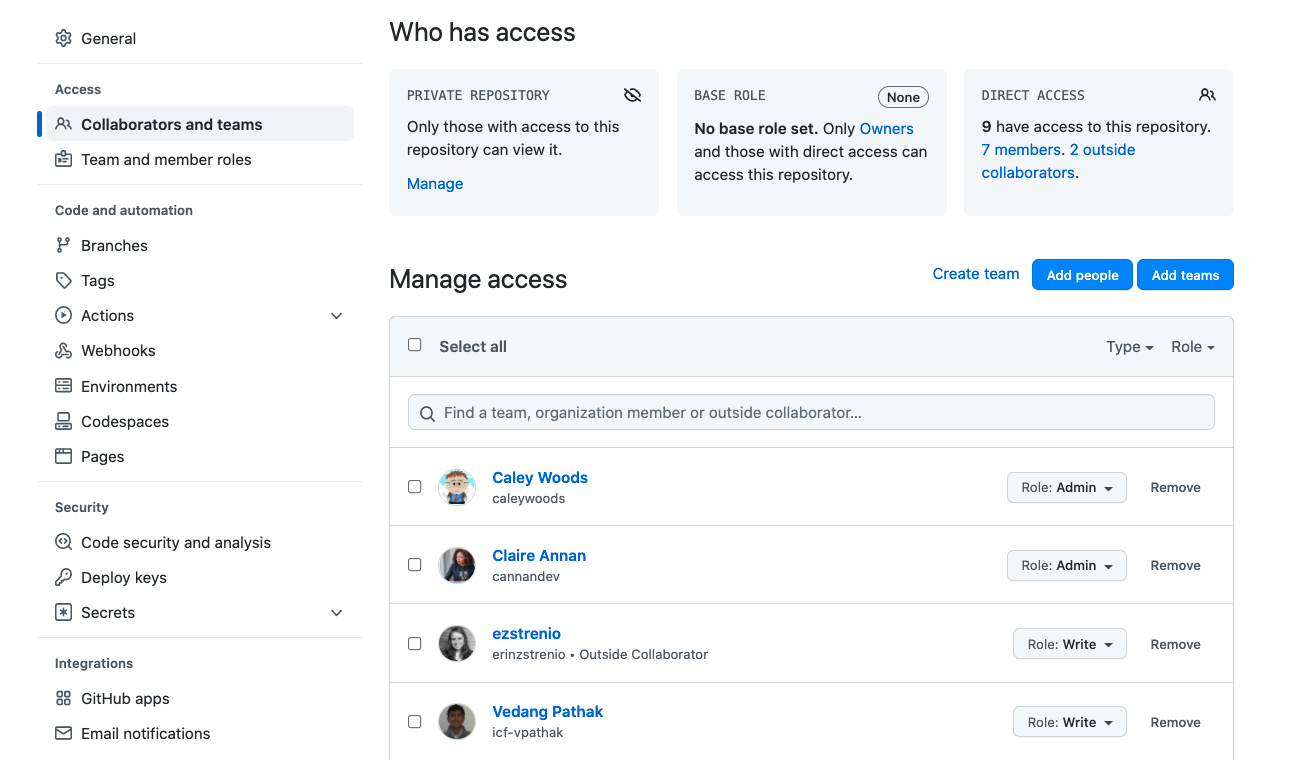 General
Access
Collaborators and teams
Team and member roles
Code and automation
Branches
Tags
Actions
Webhooks
Environments
Codespaces
Pages
Security
Code security and analysis
Deploy keys
Secrets
Integrations
GitHub apps
Email notifications
Who has access
PRIVATE REPOSITORY
Only those with access to this
repository can view it.
Manage
BASE ROLE
None
No base role set. Only Owners
and those with direct access can
access this repository.
DIRECT ACCESS
9 have access to this repository.
7 members. 2 outside
collaborators.
Manage access
Create team
Add people
Add teams
Select all
Type
Role
Find a team, organization member or outside collaborator...
Caley Woods
caleywoods
Role: Admin
Remove
Claire Annan
cannandev
Role: Admin
Remove
ezstrenio
erinzstrenio • Outside Collaborator
Role: Write
Remove
Vedang Pathak
icf-vpathak
Role: Write
Remove